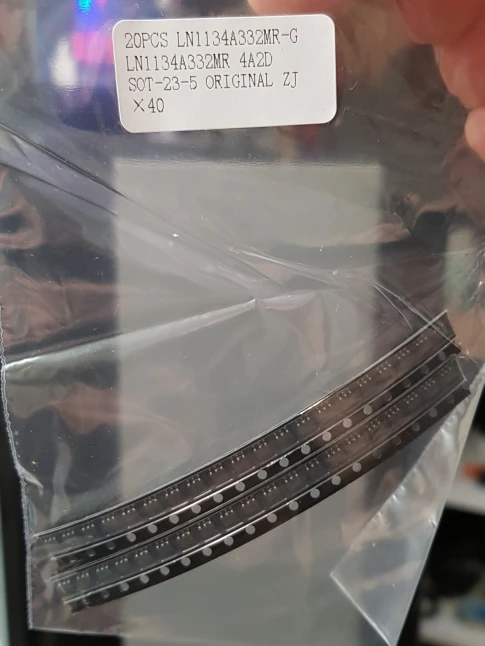 20PCS LN1134A332MR-G
LN1134A332MR 4A2D
SOT-23-5 ORIGINAL ZJ
×40